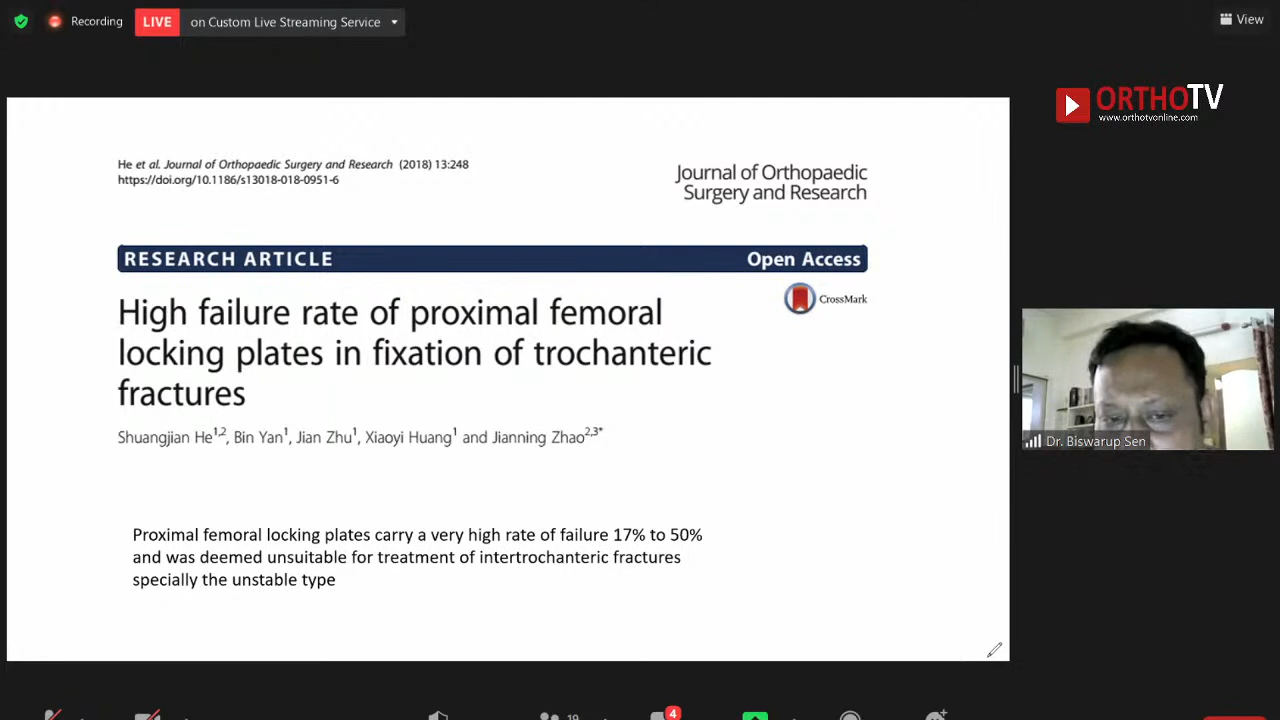 Recording
LIVE on Custom Live Streaming Service
View
ORTHOTV
www.orthotvonline.com
He et al. Journal of Orthopaedic Surgery and Research (2018) 13:248
https://doi.org/10.1186/s13018-018-0951-6
Journal of Orthopaedic
Surgery and Research
RESEARCH ARTICLE Open Access
CrossMark
High failure rate of proximal femoral
locking plates in fixation of trochanteric
fractures
Shuangjian He1,2, Bin Yan1, Jian Zhu1, Xiaoyi Huang1 and Jianning Zhao2,3*
Proximal femoral locking plates carry a very high rate of failure 17% to 50%
and was deemed unsuitable for treatment of intertrochanteric fractures
specially the unstable type
Dr. Biswarup Sen
19
4